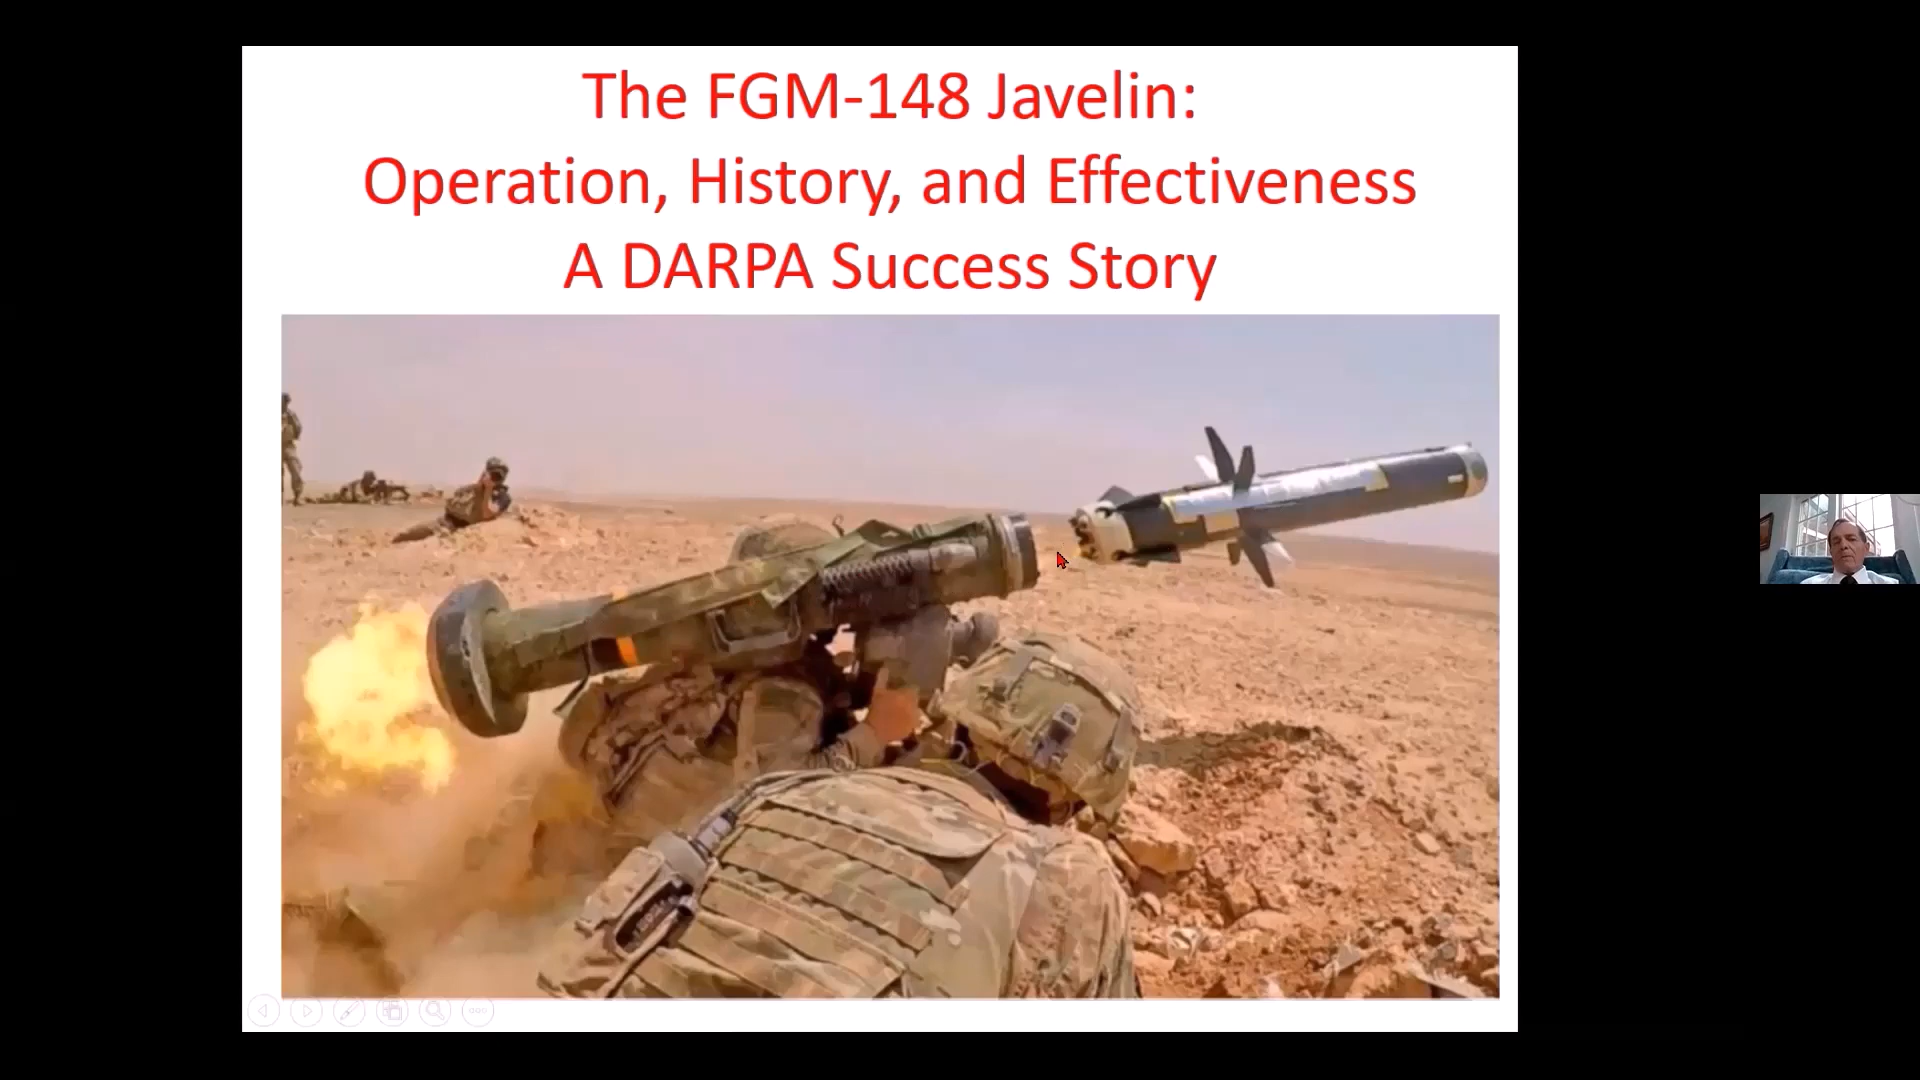 The FGM-148 Javelin:
Operation, History, and Effectiveness
A DARPA Success Story